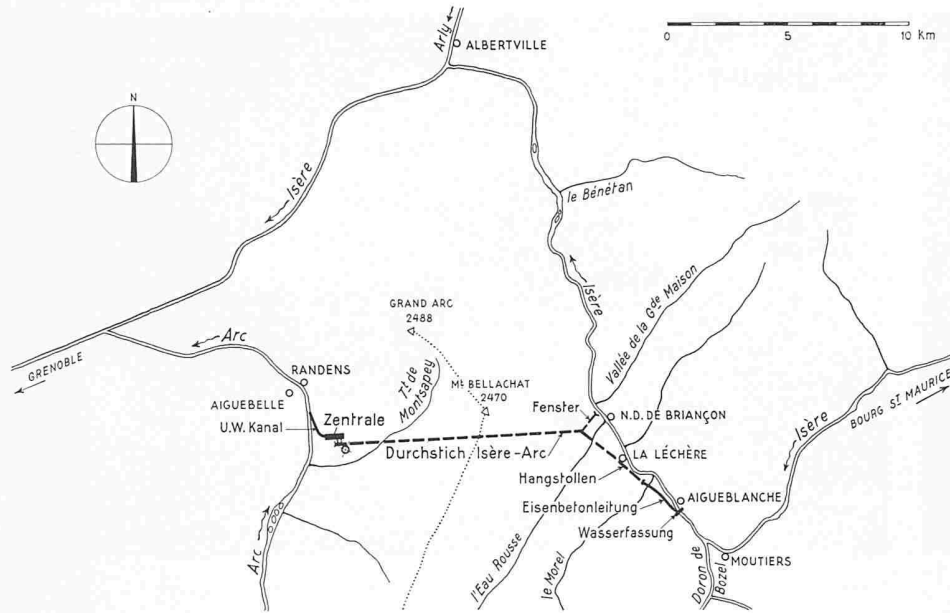 Arly
ALBERTVILLE
0 5 10 km
N
Isère
le Bénétan
Isère
Vallée de la Gde Maison
GRAND ARC
2488
Arc
GRENOBLE
RANDENS
Tt de
Montsapey
Mt BELLACHAT
2470
AIGUEBELLE
U.W. Kanal
Zentrale
Fenster
N.D. DE BRIANÇON
Isère
BOURG ST MAURICE
Durchstich Isère-Arc
LA LÉCHÈRE
Hangstollen
Eisenbetonleitung
AIGUEBLANCHE
Wasserfassung
Arc
l'Eau Rousse
le Morel
Doron de
Bozel
MOUTIERS